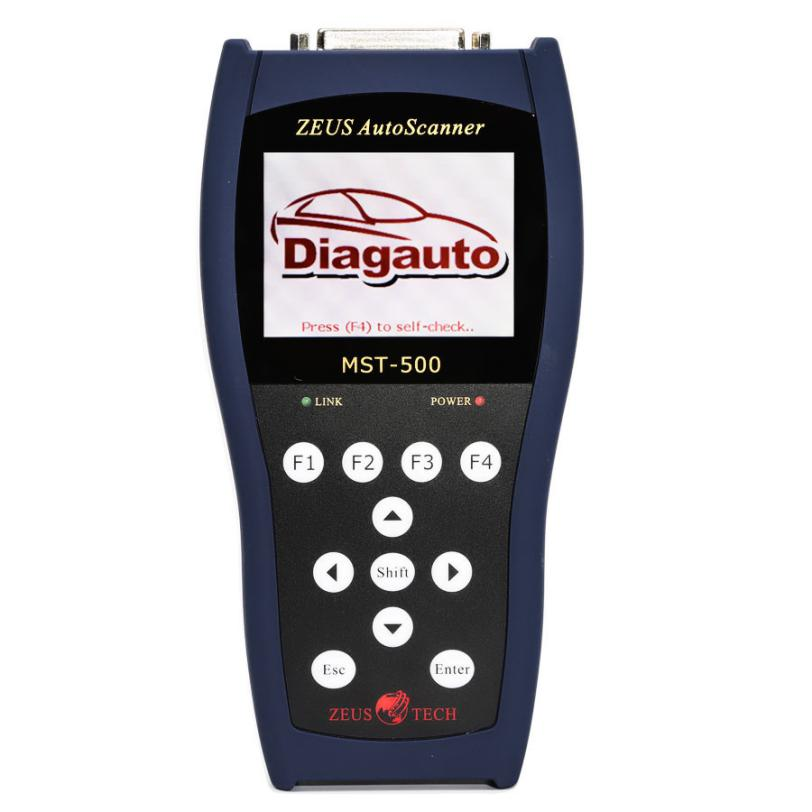 ZEUS AutoScanner
Diagauto
Press (F4) to self-check..
MST-500
LINK POWER
F1 F2 F3 F4
Shift
Esc Enter
ZEUS TECH